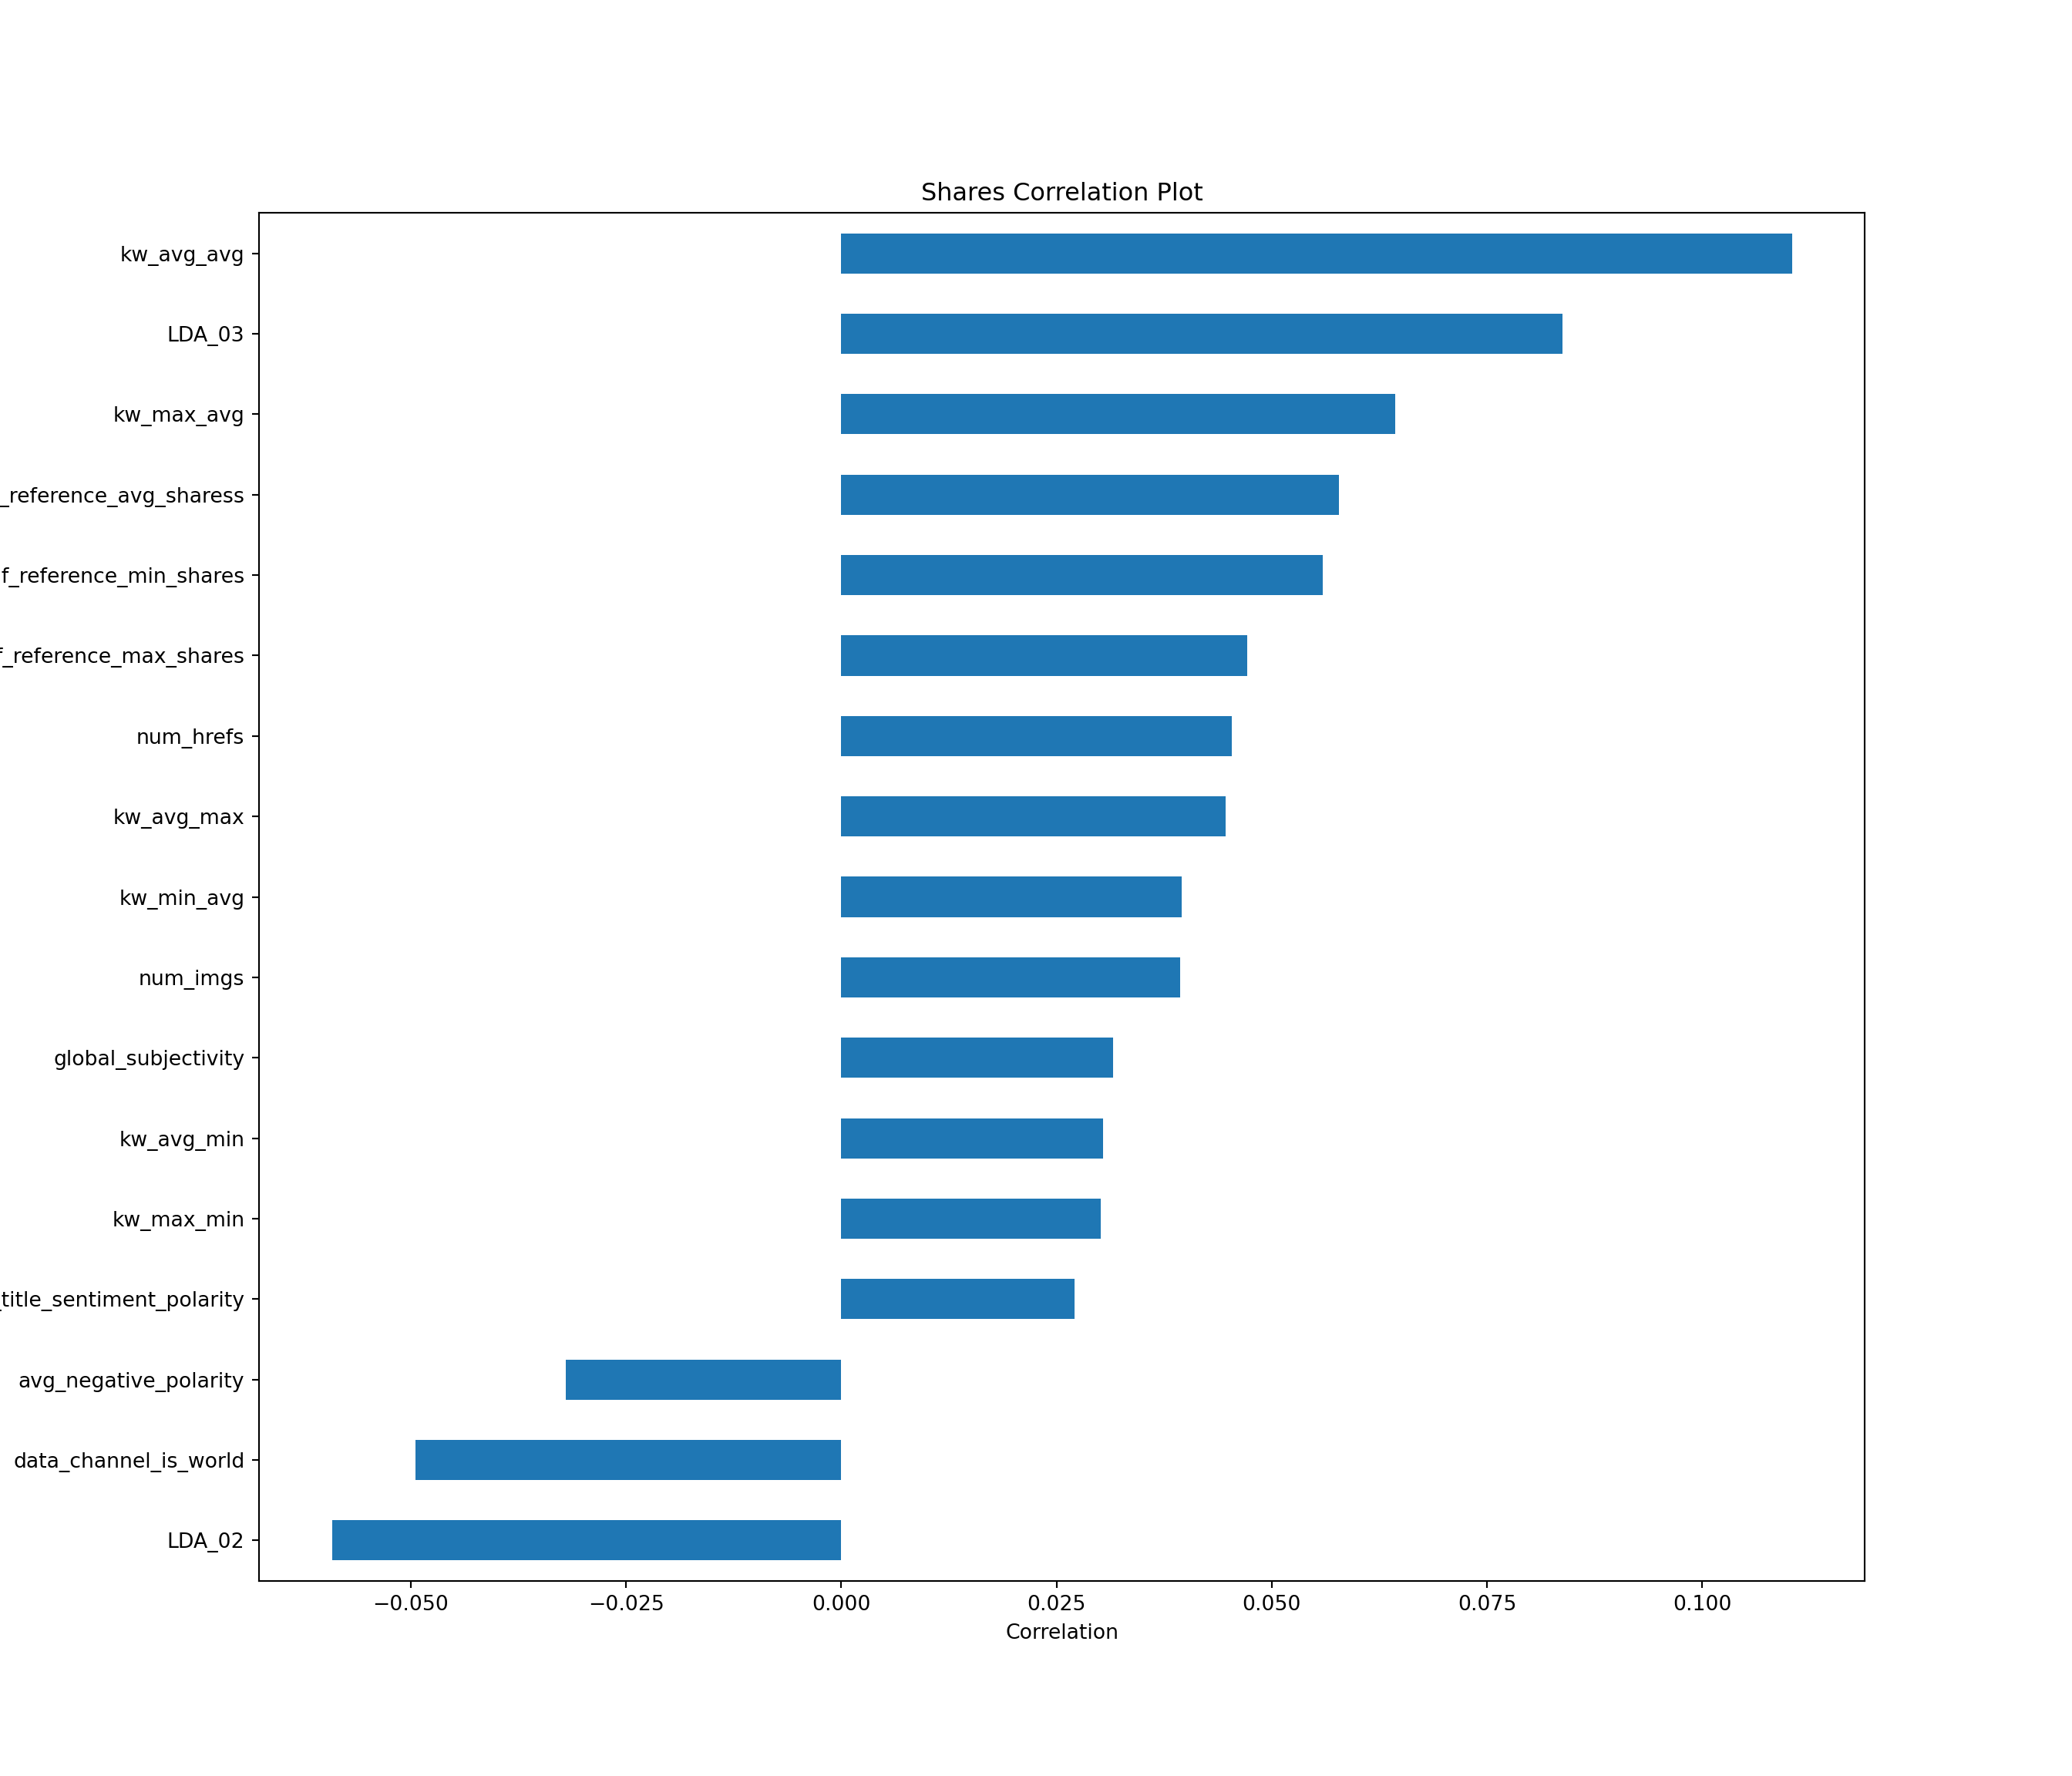 Shares Correlation Plot
kw_avg_avg
LDA_03
kw_max_avg
_reference_avg_sharess
f_reference_min_shares
f_reference_max_shares
num_hrefs
kw_avg_max
kw_min_avg
num_imgs
global_subjectivity
kw_avg_min
kw_max_min
title_sentiment_polarity
avg_negative_polarity
data_channel_is_world
LDA_02
−0.050 −0.025 0.000 0.025 0.050 0.075 0.100
Correlation